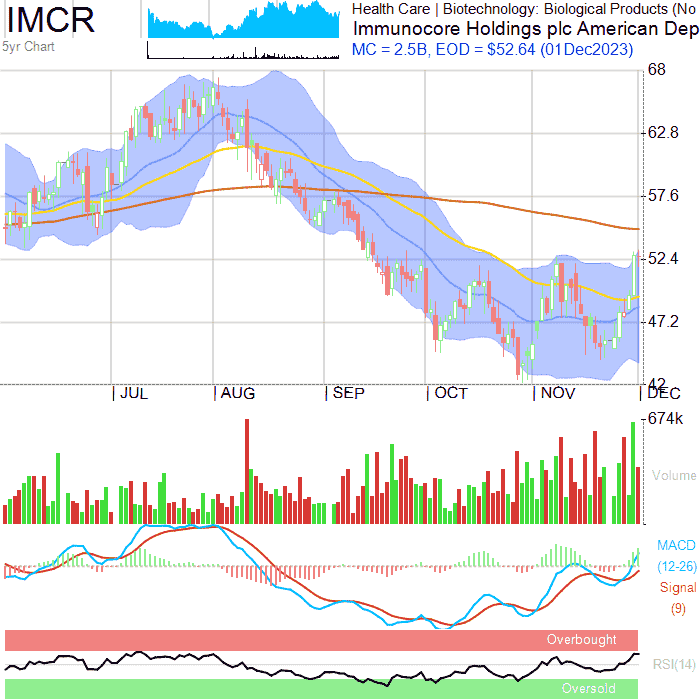 IMCR
5yr Chart
Health Care | Biotechnology: Biological Products (No
Immunocore Holdings plc American Dep
MC = 2.5B, EOD = $52.64 (01Dec2023)
68
62.8
57.6
52.4
47.2
42
JUL AUG SEP OCT NOV DEC
674k
Volume
MACD
(12-26)
Signal
(9)
Overbought
RSI(14)
Oversold